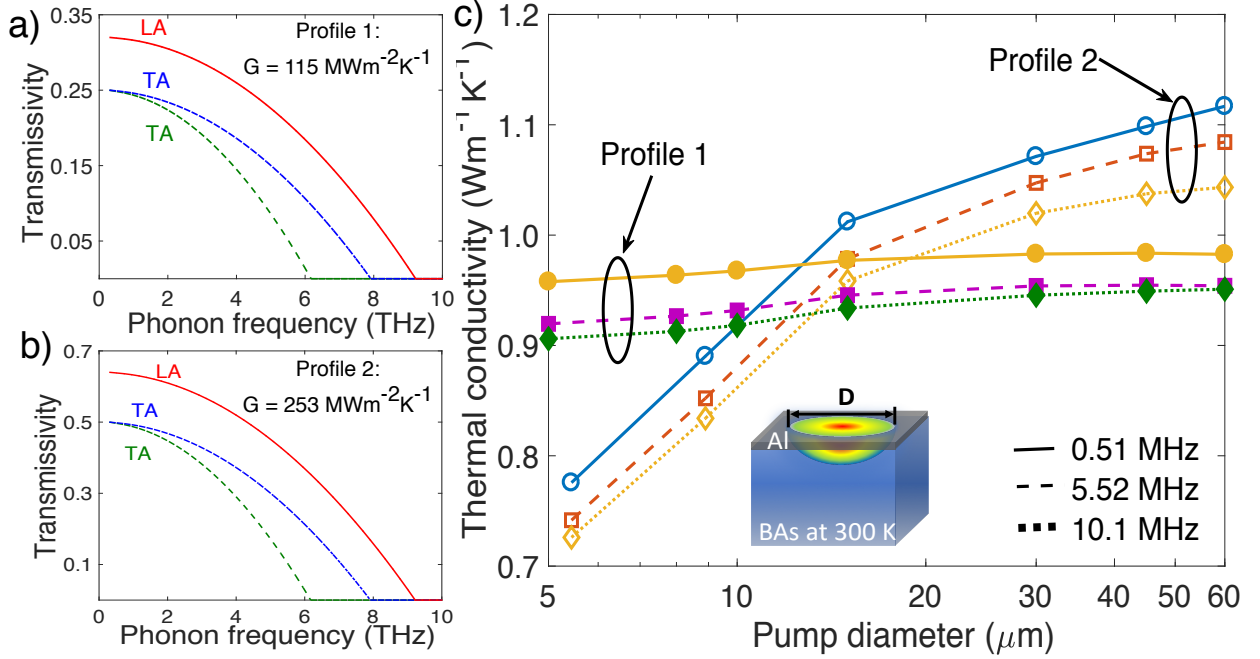 a)
0.35
0.25
0.15
0.05
Transmissivity
LA
TA
TA
Profile 1:
G = 115 MWm⁻²K⁻¹
0 2 4 6 8 10
Phonon frequency (THz)
b)
0.7
0.5
0.3
0.1
Transmissivity
LA
TA
TA
Profile 2:
G = 253 MWm⁻²K⁻¹
0 2 4 6 8 10
Phonon frequency (THz)
c)
1.2
1.1
1.0
0.9
0.8
0.7
Thermal conductivity (Wm⁻¹ K⁻¹)
Profile 1
Profile 2
D
Al
BAs at 300 K
0.51 MHz
5.52 MHz
10.1 MHz
5 10 20 30 40 50 60
Pump diameter (μm)